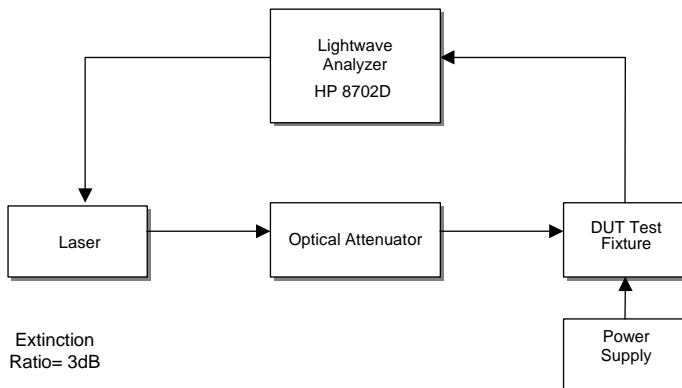 Lightwave
Analyzer
HP 8702D
Laser
Optical Attenuator
DUT Test
Fixture
Extinction
Ratio= 3dB
Power
Supply